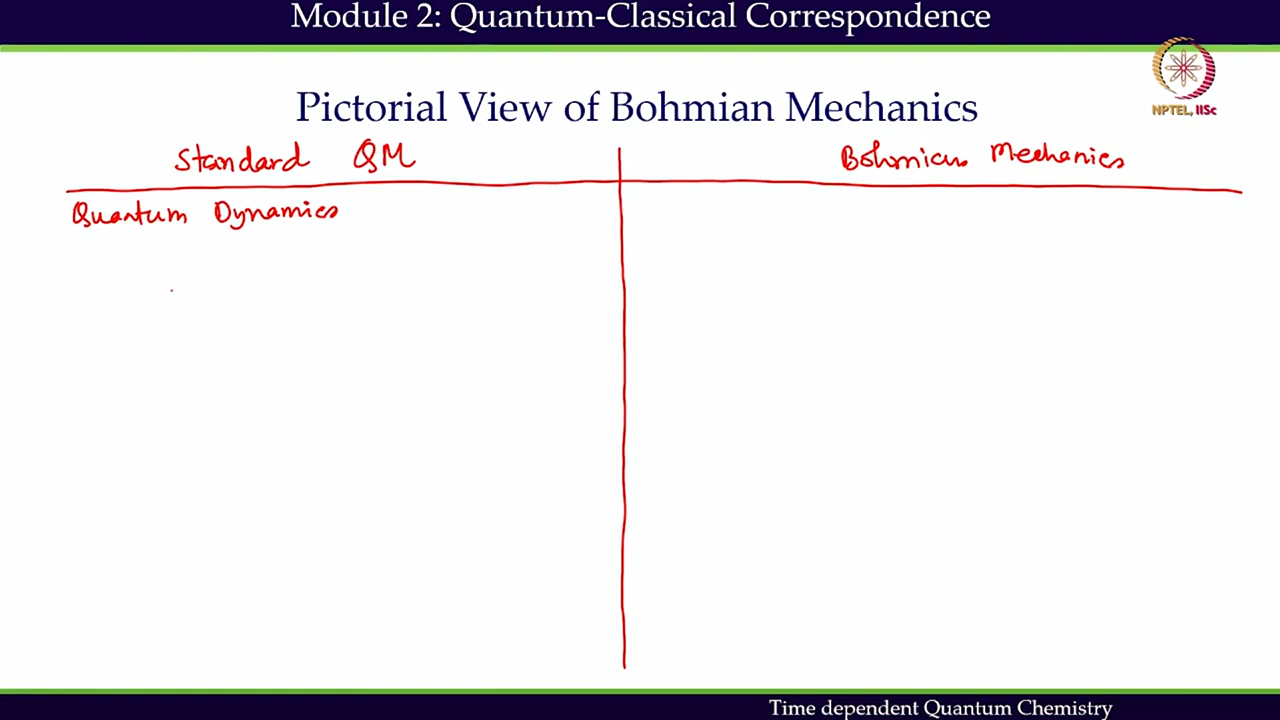 Module 2: Quantum-Classical Correspondence
NPTEL, IISc
Pictorial View of Bohmian Mechanics
Standard QM
Bohmian Mechanics
Quantum Dynamics
Time dependent Quantum Chemistry